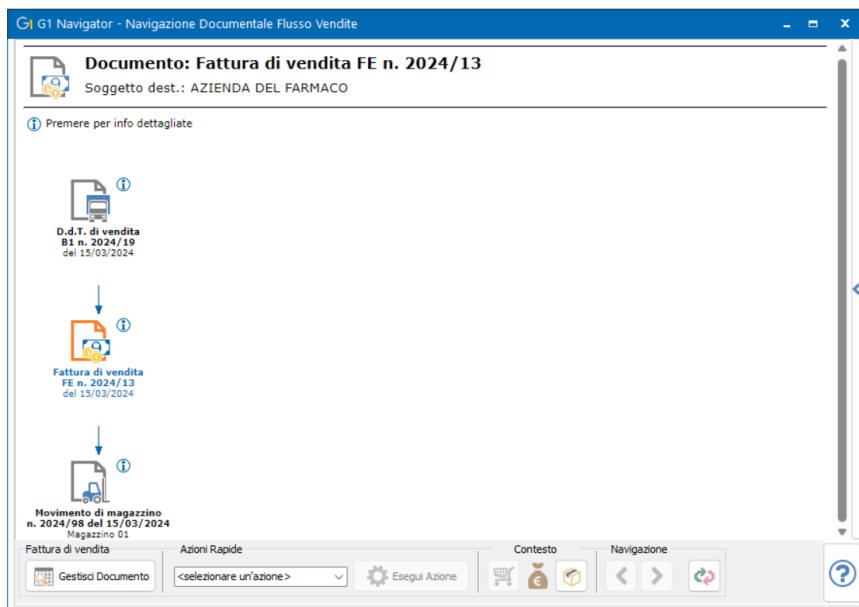 G1 G1 Navigator - Navigazione Documentale Flusso Vendite
Documento: Fattura di vendita FE n. 2024/13
Soggetto dest.: AZIENDA DEL FARMACO
Premere per info dettagliate
D.d.T. di vendita
B1 n. 2024/19
del 15/03/2024
Fattura di vendita
FE n. 2024/13
del 15/03/2024
Movimento di magazzino
n. 2024/98 del 15/03/2024
Magazzino 01
Fattura di vendita
Azioni Rapide
Contesto
Navigazione
Gestisci Documento
<selezionare un'azione>
Esegui Azione